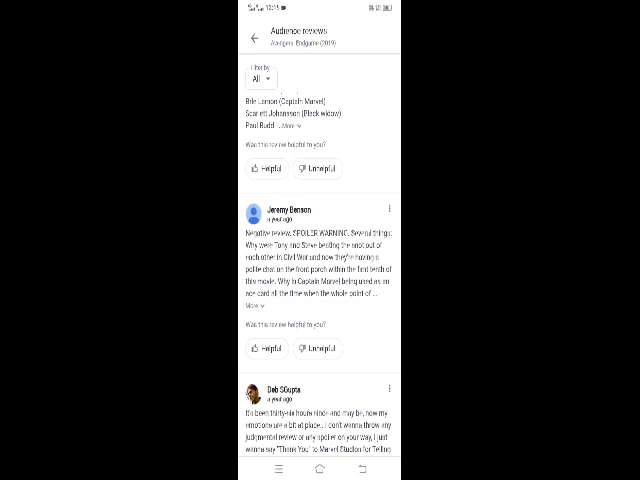 12:15
Audience reviews
Avengers: Endgame (2019)
Filter by
All
Brie Larson (Captain Marvel)
Scarlett Johansson (Black widow)
Paul Rudd ...More
Was this review helpful to you?
Helpful Unhelpful
Jeremy Benson
a year ago
Negative review. SPOILER WARNING. Several things:
Why were Tony and Steve beating the snot out of
each other in Civil War and now they're having a
polite chat on the front porch within the first tenth of
this movie. Why is Captain Marvel being used as an
ace card all the time when the whole point of ...
More
Was this review helpful to you?
Helpful Unhelpful
Deb SGupta
a year ago
It's been thirty-six hours since and may be, now my
emotions are a bit at place.. I don't wanna throw any
judgmental review or any spoiler on your way, I just
wanna say "Thank You" to Marvel Studios for Telling